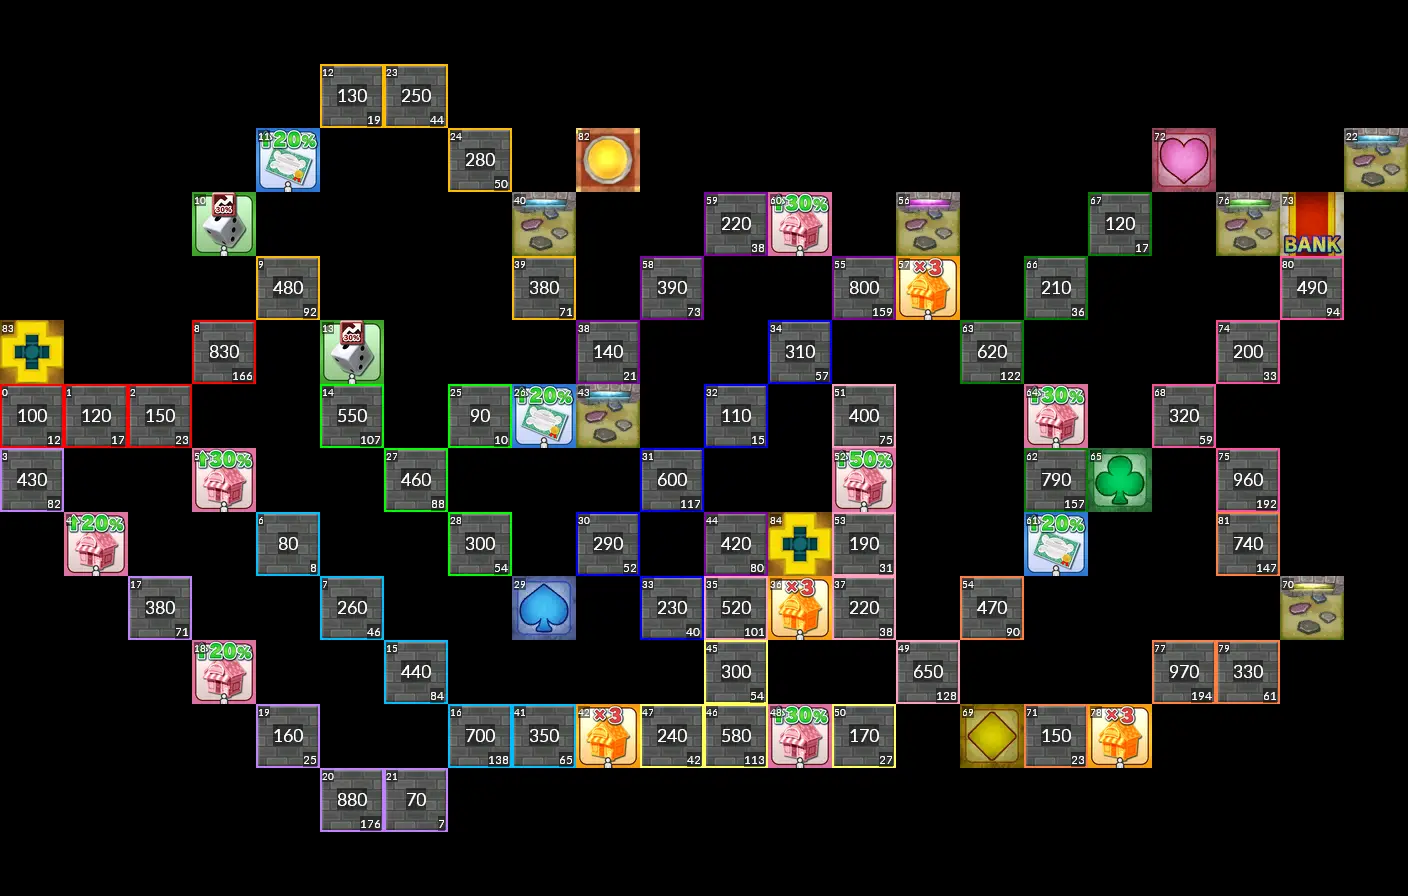 12 23
130 250
19 44
11 ↑20% 24 82 72 22
280
50
10 30% 40 59 60 ↑30% 56 67 76 73
220 120
38 17 BANK
9 39 58 55 57 ×3 66 80
480 380 390 800 210 490
92 71 73 159 36 94
83 8 13 30% 38 34 63 74
830 140 310 620 200
166 21 57 122 33
0 1 2 14 25 26 ↑20% 43 32 51 64 ↑30% 68
100 120 150 550 90 110 400 320
12 17 23 107 10 15 75 59
3 5 ↑30% 27 31 52 ↑50% 62 65 75
430 460 600 790 960
82 88 117 157 192
4 ↑20% 6 28 30 44 84 53 61 ↑20% 81
80 300 290 420 190 740
8 54 52 80 31 147
17 7 29 33 35 36 ×3 37 54 70
380 260 230 520 220 470
71 46 40 101 38 90
18 ↑20% 15 45 49 77 79
440 300 650 970 330
84 54 128 194 61
19 16 41 42 ×3 47 46 48 ↑30% 50 69 71 78 ×3
160 700 350 240 580 170 150
25 138 65 42 113 27 23
20 21
880 70
176 7